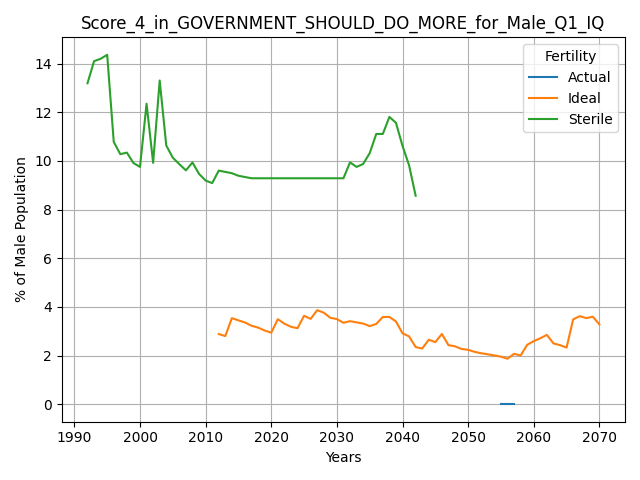 Score_4_in_GOVERNMENT_SHOULD_DO_MORE_for_Male_Q1_IQ
Fertility
Actual
Ideal
Sterile
% of Male Population
14
12
10
8
6
4
2
0
1990 2000 2010 2020 2030 2040 2050 2060 2070
Years